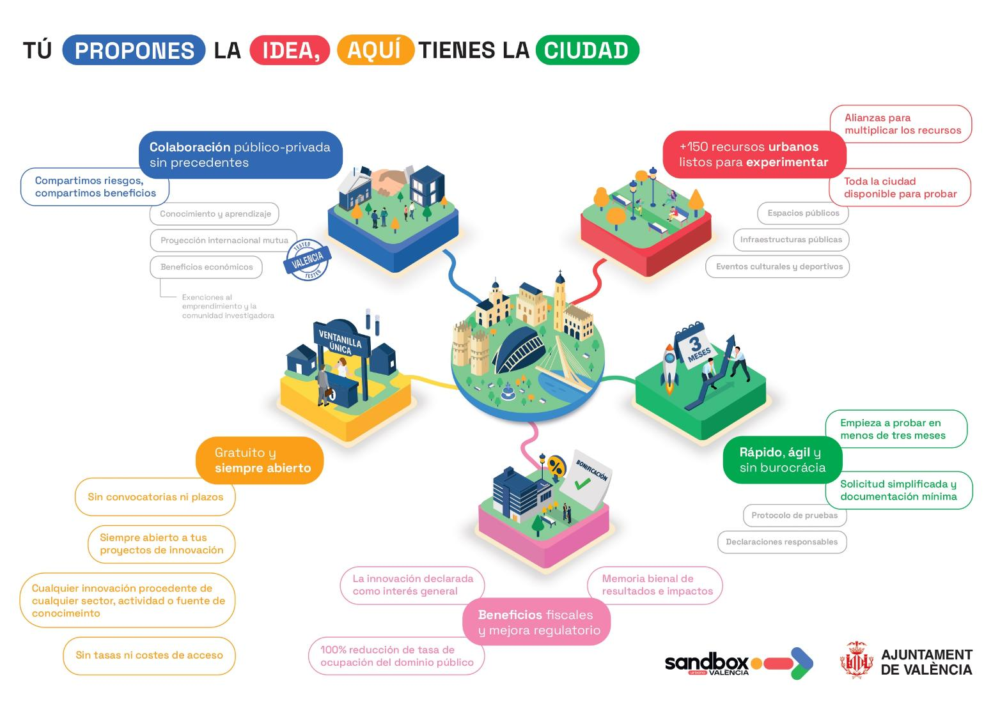 TÚ PROPONES LA IDEA, AQUÍ TIENES LA CIUDAD
Colaboración público-privada
sin precedentes
Compartimos riesgos,
compartimos beneficios
Conocimiento y aprendizaje
Proyección internacional mutua
Beneficios económicos
Exenciones al
emprendimiento y la
comunidad investigadora
TESTED
VALENCIA
TESTED
+150 recursos urbanos
listos para experimentar
Alianzas para
multiplicar los recursos
Toda la ciudad
disponible para probar
Espacios públicos
Infraestructuras públicas
Eventos culturales y deportivos
VENTANILLA
ÚNICA
Gratuito y
siempre abierto
Sin convocatorias ni plazos
Siempre abierto a tus
proyectos de innovación
Cualquier innovación procedente de
cualquier sector, actividad o fuente de
conocimeinto
Sin tasas ni costes de acceso
3
MESES
Rápido, ágil y
sin burocrácia
Empieza a probar en
menos de tres meses
Solicitud simplificada y
documentación mínima
Protocolo de pruebas
Declaraciones responsables
%
BONIFICACIÓN
La innovación declarada
como interés general
Memoria bienal de
resultados e impactos
Beneficios fiscales
y mejora regulatorio
100% reducción de tasa de
ocupación del dominio público
sandbox
urbano VALENCIA
AJUNTAMENT
DE VALÈNCIA